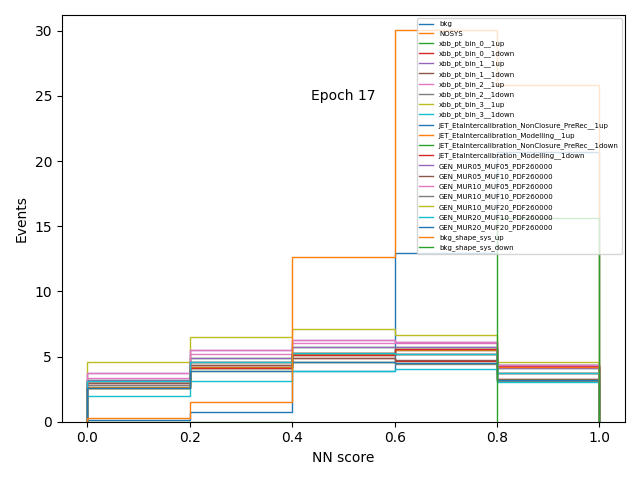 30
25
20
15
10
5
0
Events
Epoch 17
bkg
NOSYS
xbb_pt_bin_0__1up
xbb_pt_bin_0__1down
xbb_pt_bin_1__1up
xbb_pt_bin_1__1down
xbb_pt_bin_2__1up
xbb_pt_bin_2__1down
xbb_pt_bin_3__1up
xbb_pt_bin_3__1down
JET_EtaIntercalibration_NonClosure_PreRec__1up
JET_EtaIntercalibration_Modelling__1up
JET_EtaIntercalibration_NonClosure_PreRec__1down
JET_EtaIntercalibration_Modelling__1down
GEN_MUR05_MUF05_PDF260000
GEN_MUR05_MUF10_PDF260000
GEN_MUR10_MUF05_PDF260000
GEN_MUR10_MUF10_PDF260000
GEN_MUR10_MUF20_PDF260000
GEN_MUR20_MUF10_PDF260000
GEN_MUR20_MUF20_PDF260000
bkg_shape_sys_up
bkg_shape_sys_down
0.0 0.2 0.4 0.6 0.8 1.0
NN score